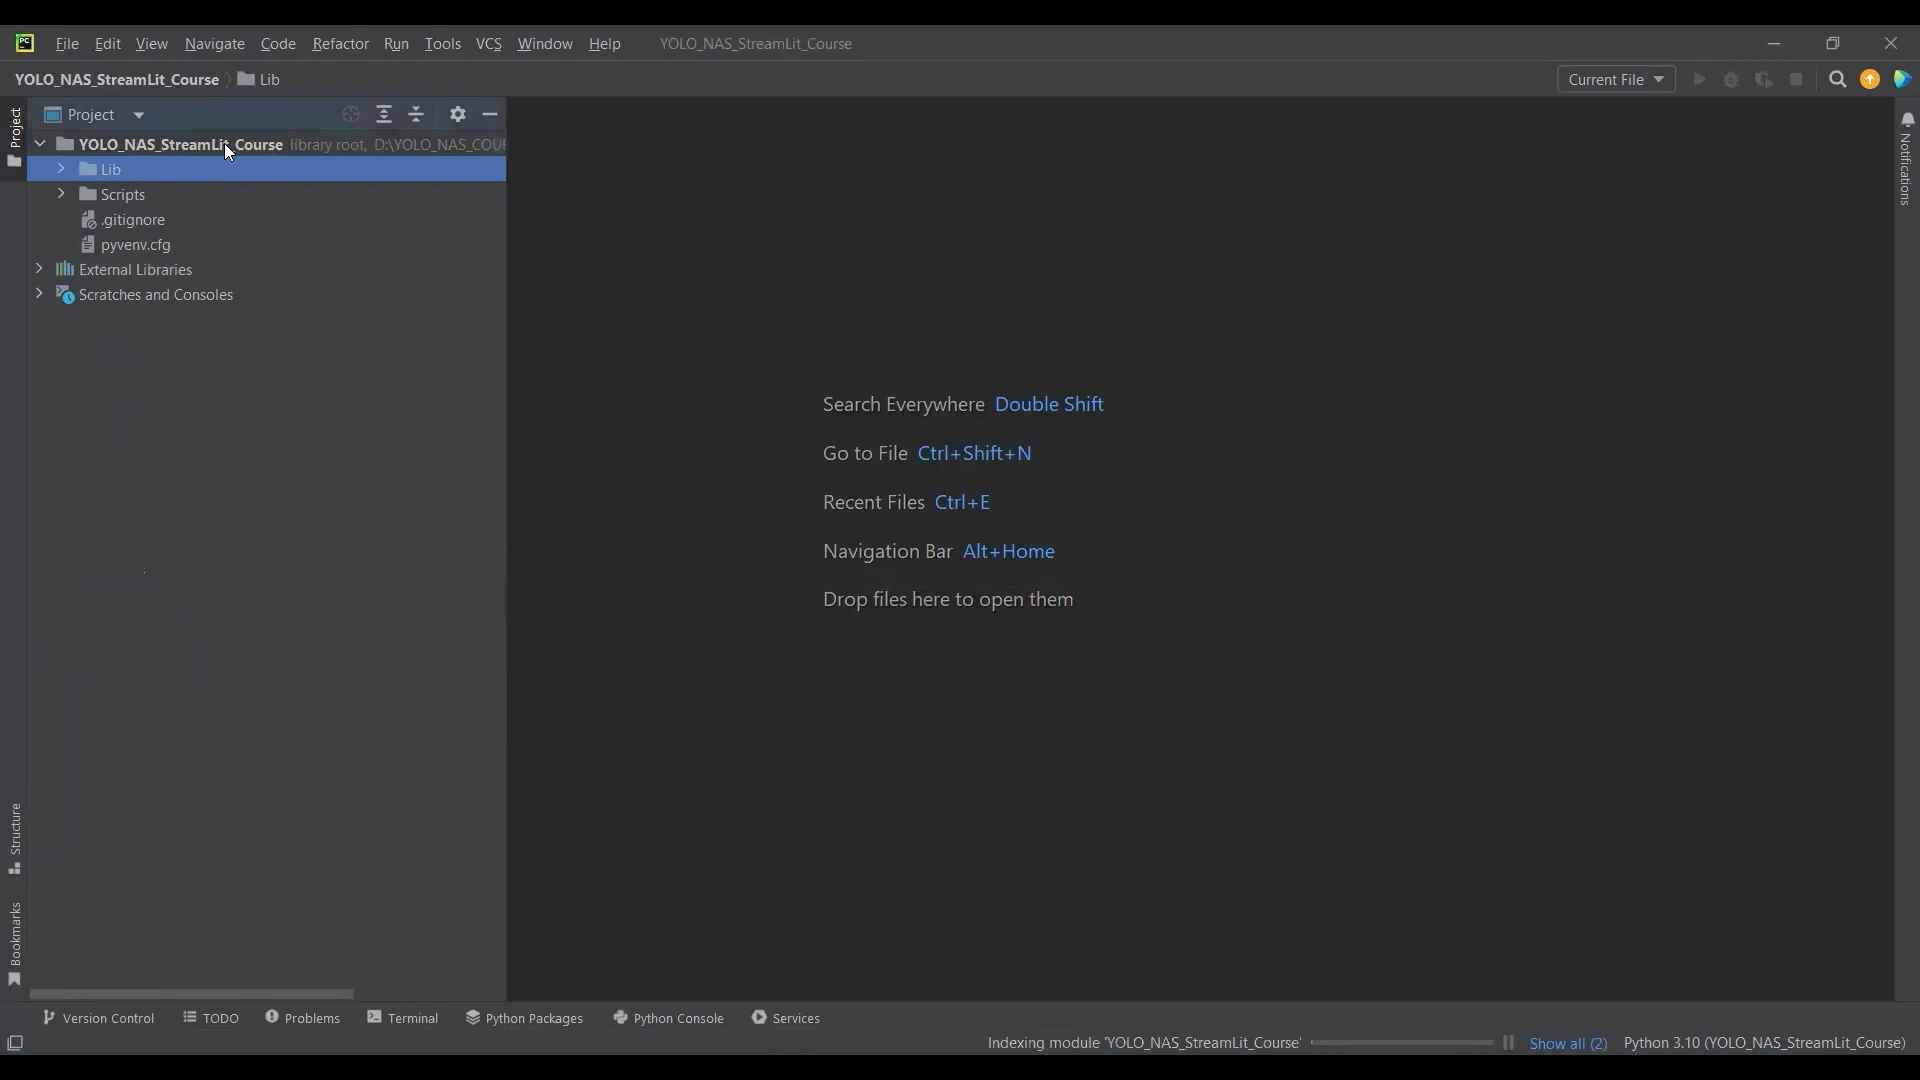 PC File Edit View Navigate Code Refactor Run Tools VCS Window Help YOLO_NAS_StreamLit_Course
YOLO_NAS_StreamLit_Course Lib Current File
Project Project
YOLO_NAS_StreamLit_Course library root, D:\YOLO_NAS_COU
Lib
Scripts
.gitignore
pyvenv.cfg
External Libraries
Scratches and Consoles
Notifications
Search Everywhere Double Shift
Go to File Ctrl+Shift+N
Recent Files Ctrl+E
Navigation Bar Alt+Home
Drop files here to open them
Structure
Bookmarks
Version Control TODO Problems Terminal Python Packages Python Console Services
Indexing module 'YOLO_NAS_StreamLit_Course' Show all (2) Python 3.10 (YOLO_NAS_StreamLit_Course)